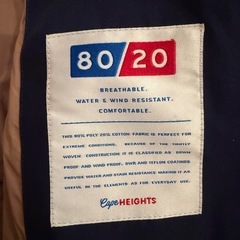 80/20
BREATHABLE.
WATER & WIND RESISTANT.
COMFORTABLE.
THIS 80% POLY 20% COTTON FABRIC IS PERFECT FOR
EXTREME CONDITIONS. BECAUSE OF THE TIGHTLY
WOVEN CONSTRUCTION IT IS CLASSIFIED AS DOWN
PROOF AND WIND PROOF. DWR AND TEFLON COATINGS
PROVIDE WATER AND STAIN RESISTANCE MAKING IT AS
USEFUL IN THE ELEMENTS AS FOR EVERYDAY USE.
Cape HEIGHTS